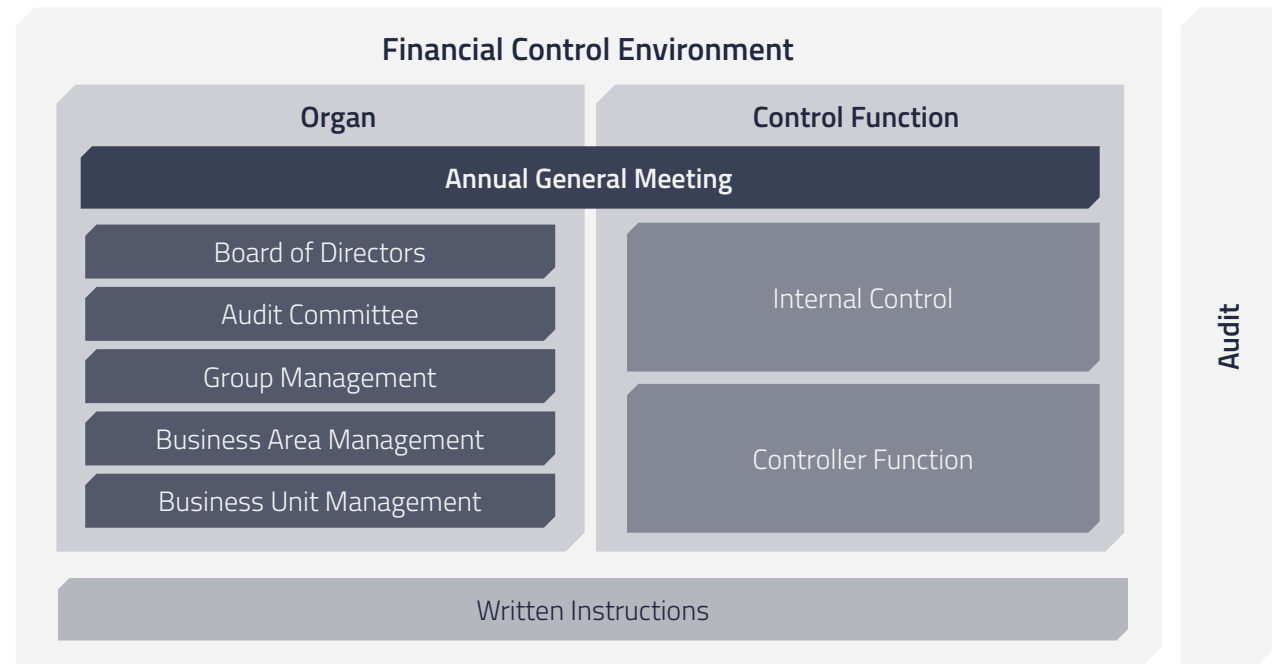 Financial Control Environment
Organ
Control Function
Annual General Meeting
Board of Directors
Audit Committee
Group Management
Business Area Management
Business Unit Management
Internal Control
Controller Function
Written Instructions
Audit